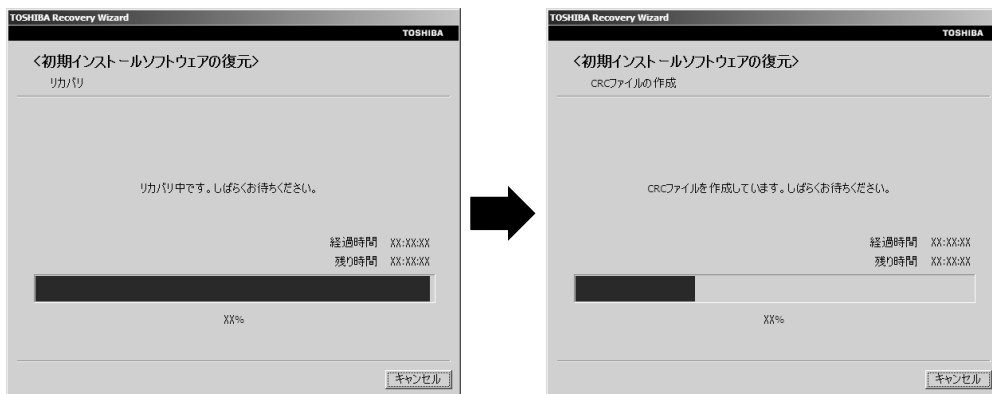 TOSHIBA Recovery Wizard
TOSHIBA
<初期インストールソフトウェアの復元>
リカバリ
リカバリ中です。しばらくお待ちください。
経過時間 XX:XX:XX
残り時間 XX:XX:XX
XX%
キャンセル
TOSHIBA Recovery Wizard
TOSHIBA
<初期インストールソフトウェアの復元>
CRCファイルの作成
CRCファイルを作成しています。しばらくお待ちください。
経過時間 XX:XX:XX
残り時間 XX:XX:XX
XX%
キャンセル